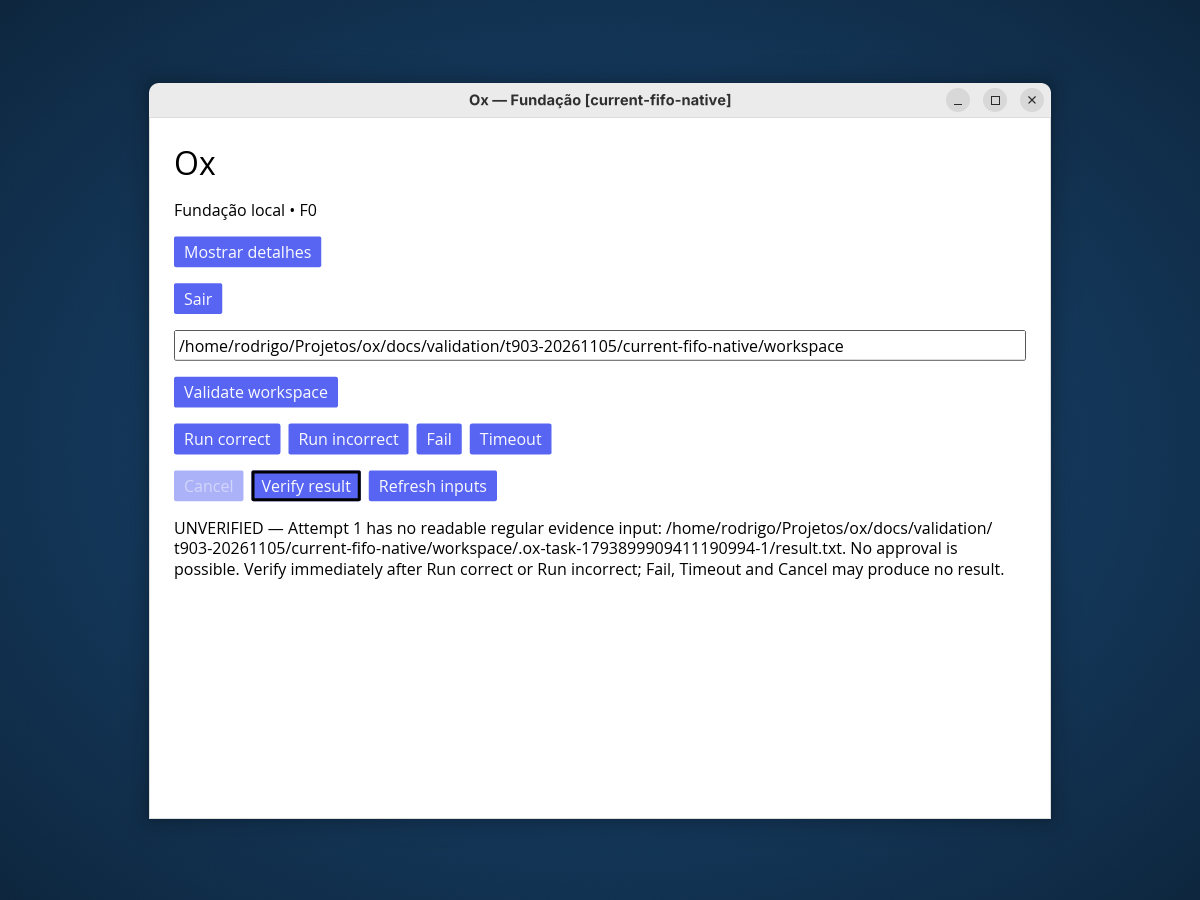 Ox — Fundação [current-fifo-native]
Ox
Fundação local • F0
Mostrar detalhes
Sair
/home/rodrigo/Projetos/ox/docs/validation/t903-20261105/current-fifo-native/workspace
Validate workspace
Run correct Run incorrect Fail Timeout
Cancel Verify result Refresh inputs
UNVERIFIED — Attempt 1 has no readable regular evidence input: /home/rodrigo/Projetos/ox/docs/validation/
t903-20261105/current-fifo-native/workspace/.ox-task-1793899909411190994-1/result.txt. No approval is
possible. Verify immediately after Run correct or Run incorrect; Fail, Timeout and Cancel may produce no result.